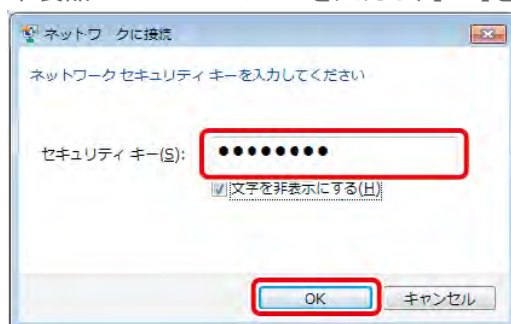 ネットワークに接続
ネットワーク セキュリティ キーを入力してください
セキュリティ キー(S):
●●●●●●●●
文字を非表示にする(H)
OK
キャンセル